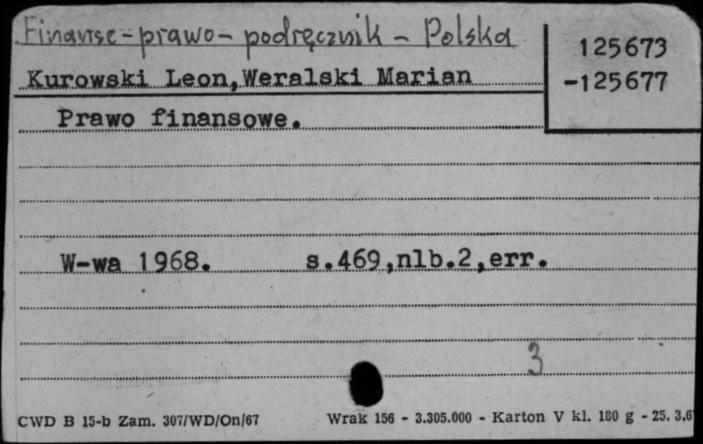 Finanse - prawo - podręcznik - Polska
125673
-125677
Kurowski Leon,Weralski Marian
Prawo finansowe.
W-wa 1968. s.469,nlb.2,err.
3
CWD B 15-b Zam. 307/WD/On/67 Wrak 156 - 3.305.000 - Karton V kl. 180 g - 25. 3.6